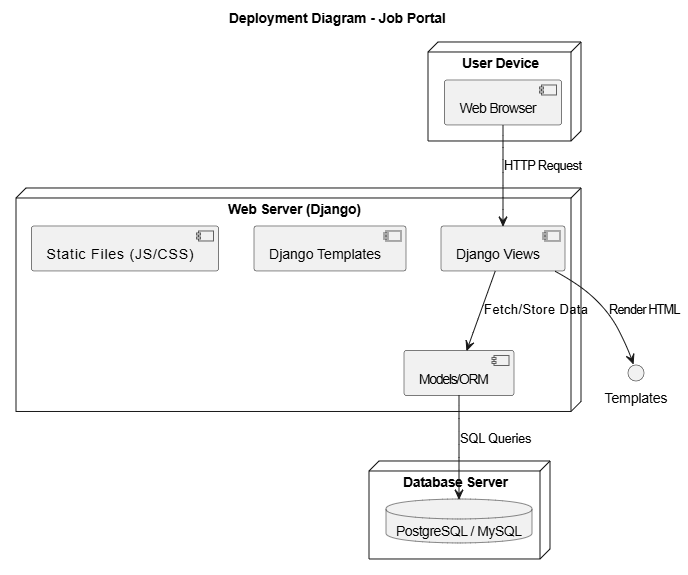 Deployment Diagram - Job Portal
User Device
Web Browser
HTTP Request
Web Server (Django)
Static Files (JS/CSS)
Django Templates
Django Views
Fetch/Store Data
Render HTML
Models/ORM
Templates
SQL Queries
Database Server
PostgreSQL / MySQL